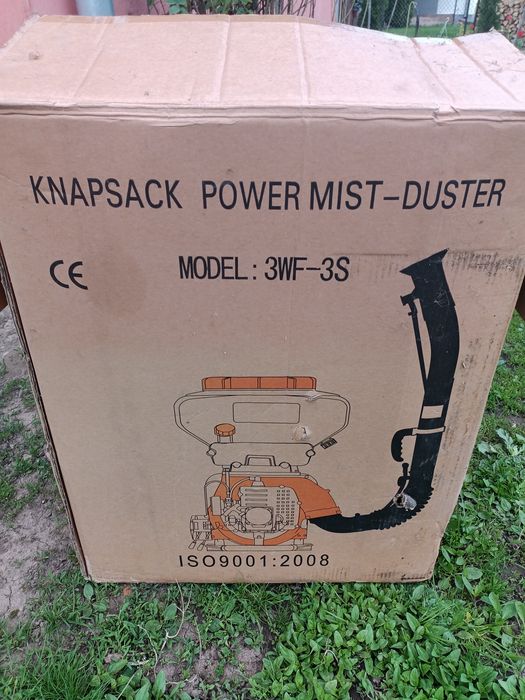 KNAPSACK POWER MIST-DUSTER
CE MODEL: 3WF-3S
ISO9001:2008